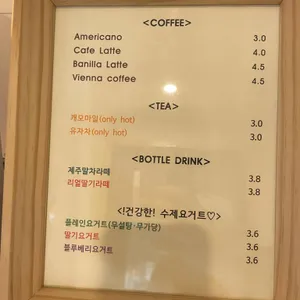 <COFFEE>
Americano 3.0
Cafe Latte 4.0
Banilla Latte 4.5
Vienna coffee 4.5
<TEA>
캐모마일(only hot) 3.0
유자차(only hot) 3.0
<BOTTLE DRINK>
제주말차라떼 3.8
리얼딸기라떼 3.8
<!건강한! 수제요거트♡>
플레인요거트(무설탕·무가당) 3.6
딸기요거트 3.6
블루베리요거트 3.6